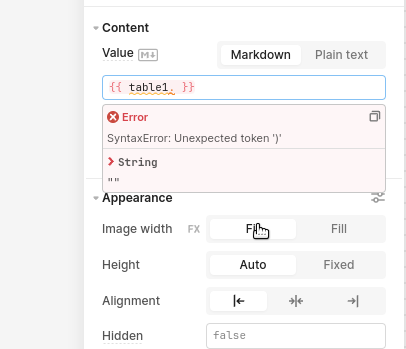 Content
Value M↓ Markdown Plain text
{{ table1. }}
Error
SyntaxError: Unexpected token ')'
String
""
Appearance
Image width FX Fill
Height Auto Fixed
Alignment
Hidden false